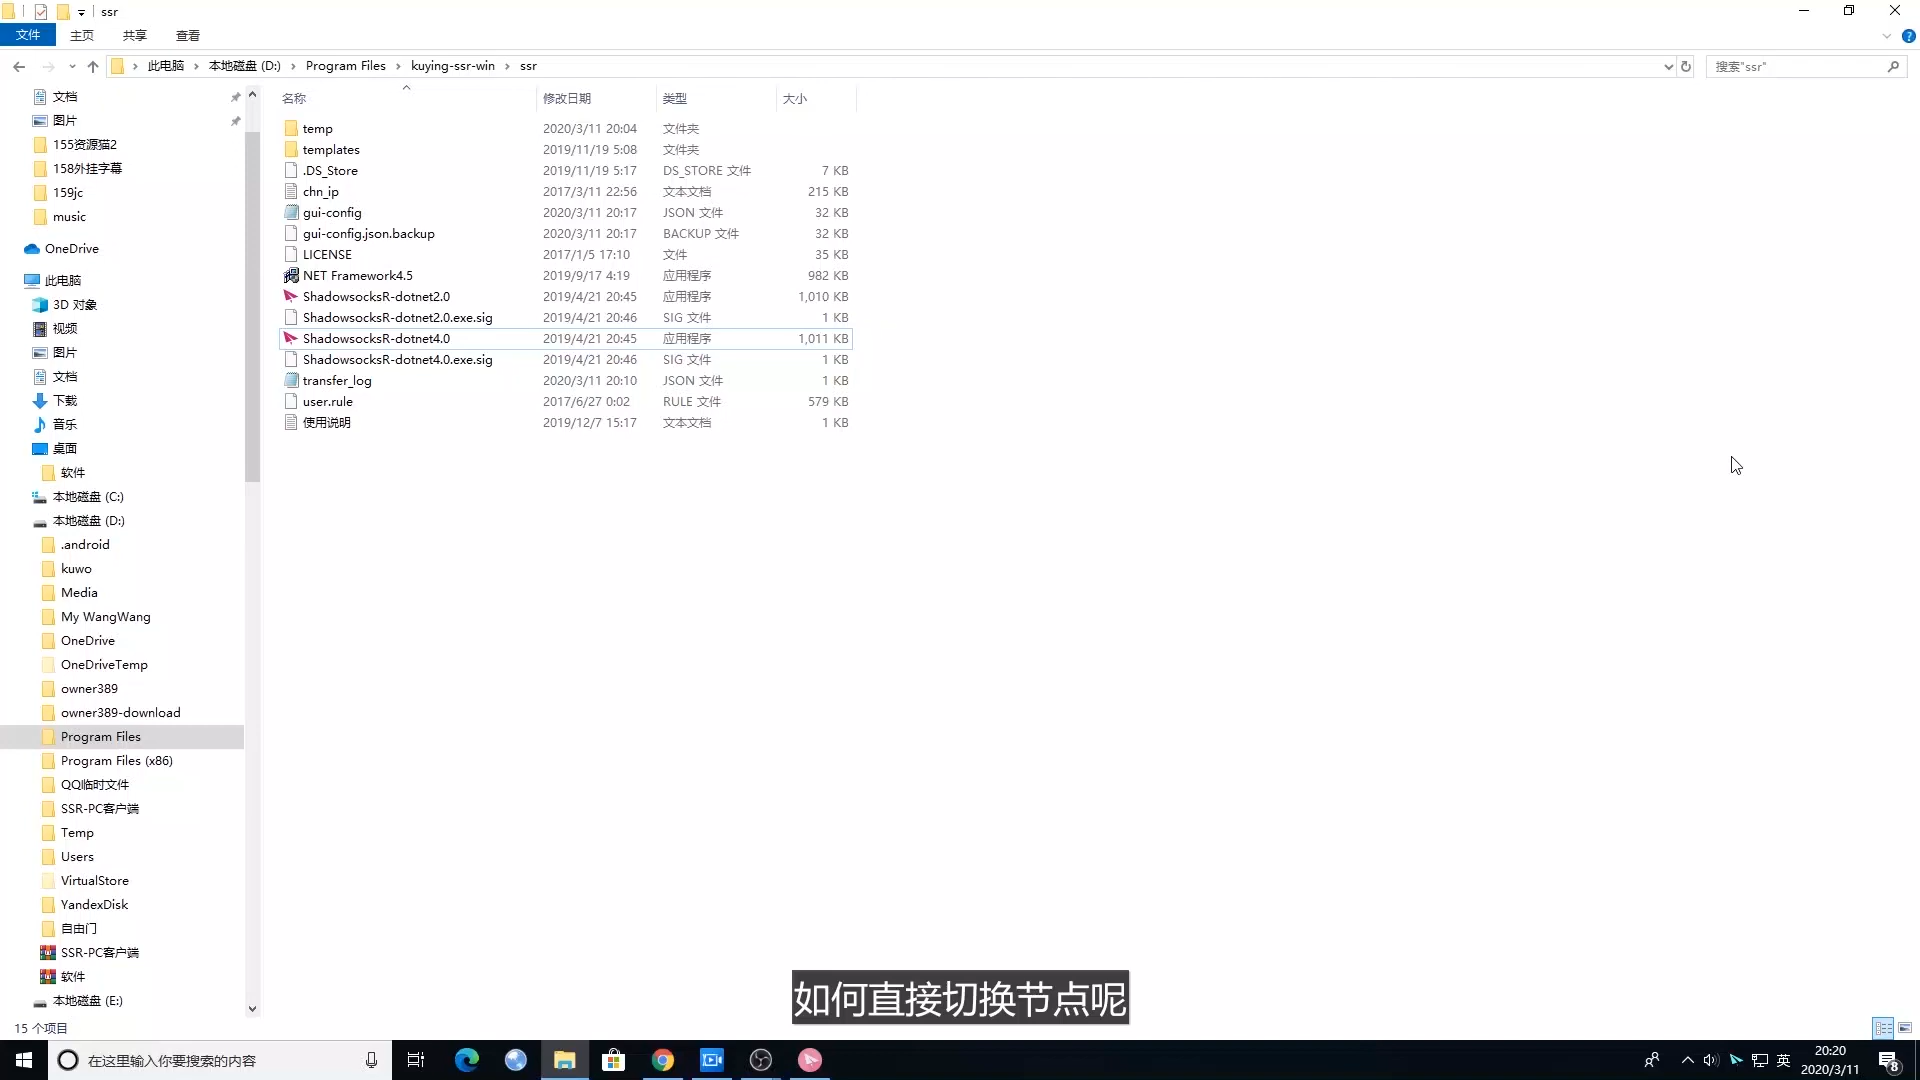 ssr
文件 主页 共享 查看
此电脑 本地磁盘 (D:) Program Files kuying-ssr-win ssr
搜索"ssr"
文档
图片
155资源猫2
158外挂字幕
159jc
music
OneDrive
此电脑
3D 对象
视频
图片
文档
下载
音乐
桌面
软件
本地磁盘 (C:)
本地磁盘 (D:)
.android
kuwo
Media
My WangWang
OneDrive
OneDriveTemp
owner389
owner389-download
Program Files
Program Files (x86)
QQ临时文件
SSR-PC客户端
Temp
Users
VirtualStore
YandexDisk
自由门
SSR-PC客户端
软件
本地磁盘 (E:)
名称 修改日期 类型 大小
temp 2020/3/11 20:04 文件夹
templates 2019/11/19 5:08 文件夹
.DS_Store 2019/11/19 5:17 DS_STORE 文件 7 KB
chn_ip 2017/3/11 22:56 文本文档 215 KB
gui-config 2020/3/11 20:17 JSON 文件 32 KB
gui-config.json.backup 2020/3/11 20:17 BACKUP 文件 32 KB
LICENSE 2017/1/5 17:10 文件 35 KB
NET Framework4.5 2019/9/17 4:19 应用程序 982 KB
ShadowsocksR-dotnet2.0 2019/4/21 20:45 应用程序 1,010 KB
ShadowsocksR-dotnet2.0.exe.sig 2019/4/21 20:46 SIG 文件 1 KB
ShadowsocksR-dotnet4.0 2019/4/21 20:45 应用程序 1,011 KB
ShadowsocksR-dotnet4.0.exe.sig 2019/4/21 20:46 SIG 文件 1 KB
transfer_log 2020/3/11 20:10 JSON 文件 1 KB
user.rule 2017/6/27 0:02 RULE 文件 579 KB
使用说明 2019/12/7 15:17 文本文档 1 KB
如何直接切换节点呢
15 个项目
在这里输入你要搜索的内容
英
20:20
2020/3/11
8